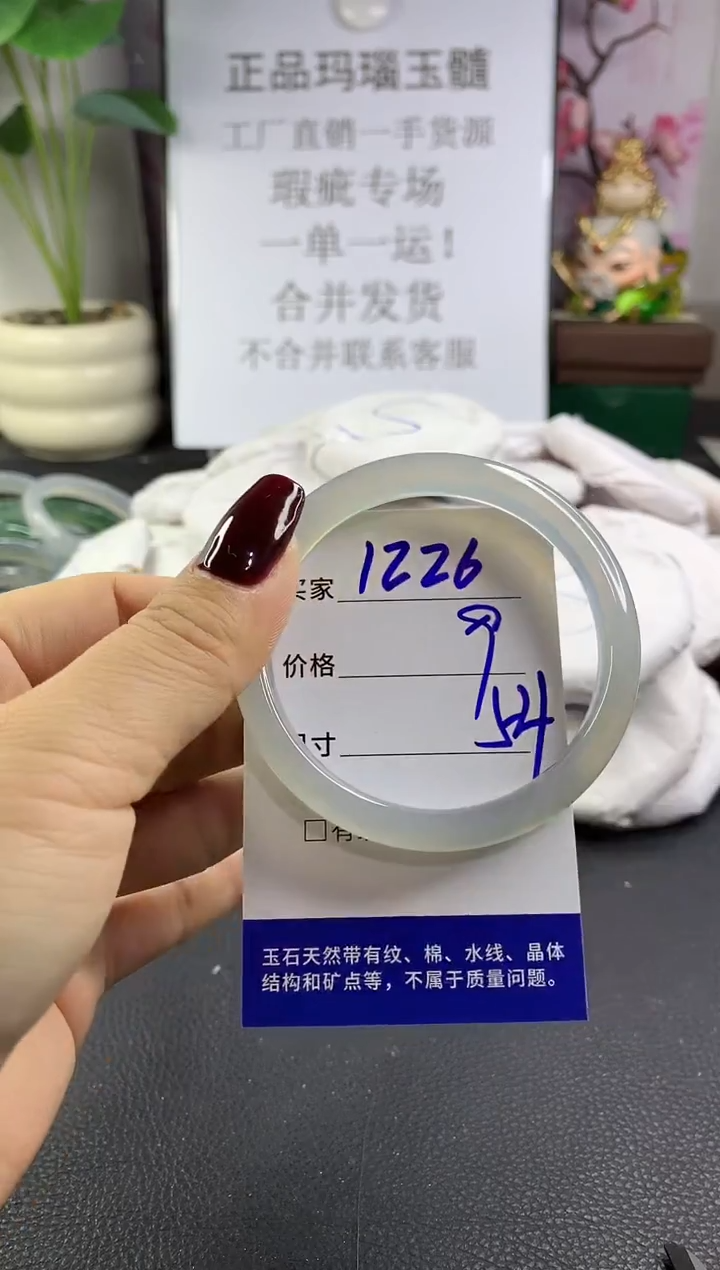 正品玛瑙玉髓
工厂直销一手货源
瑕疵专场
一单一运！
合并发货
不合并联系客服
买家 1226
价格
寸 54
□有
玉石天然带有纹、棉、水线、晶体
结构和矿点等，不属于质量问题。